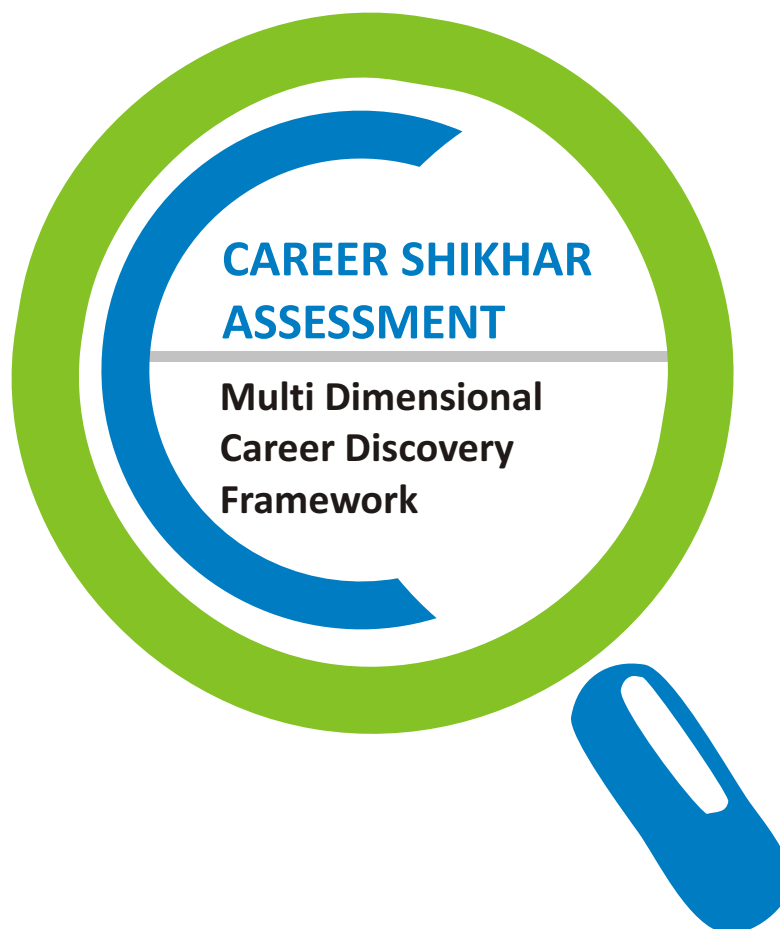 CAREER SHIKHAR
ASSESSMENT
Multi Dimensional
Career Discovery
Framework